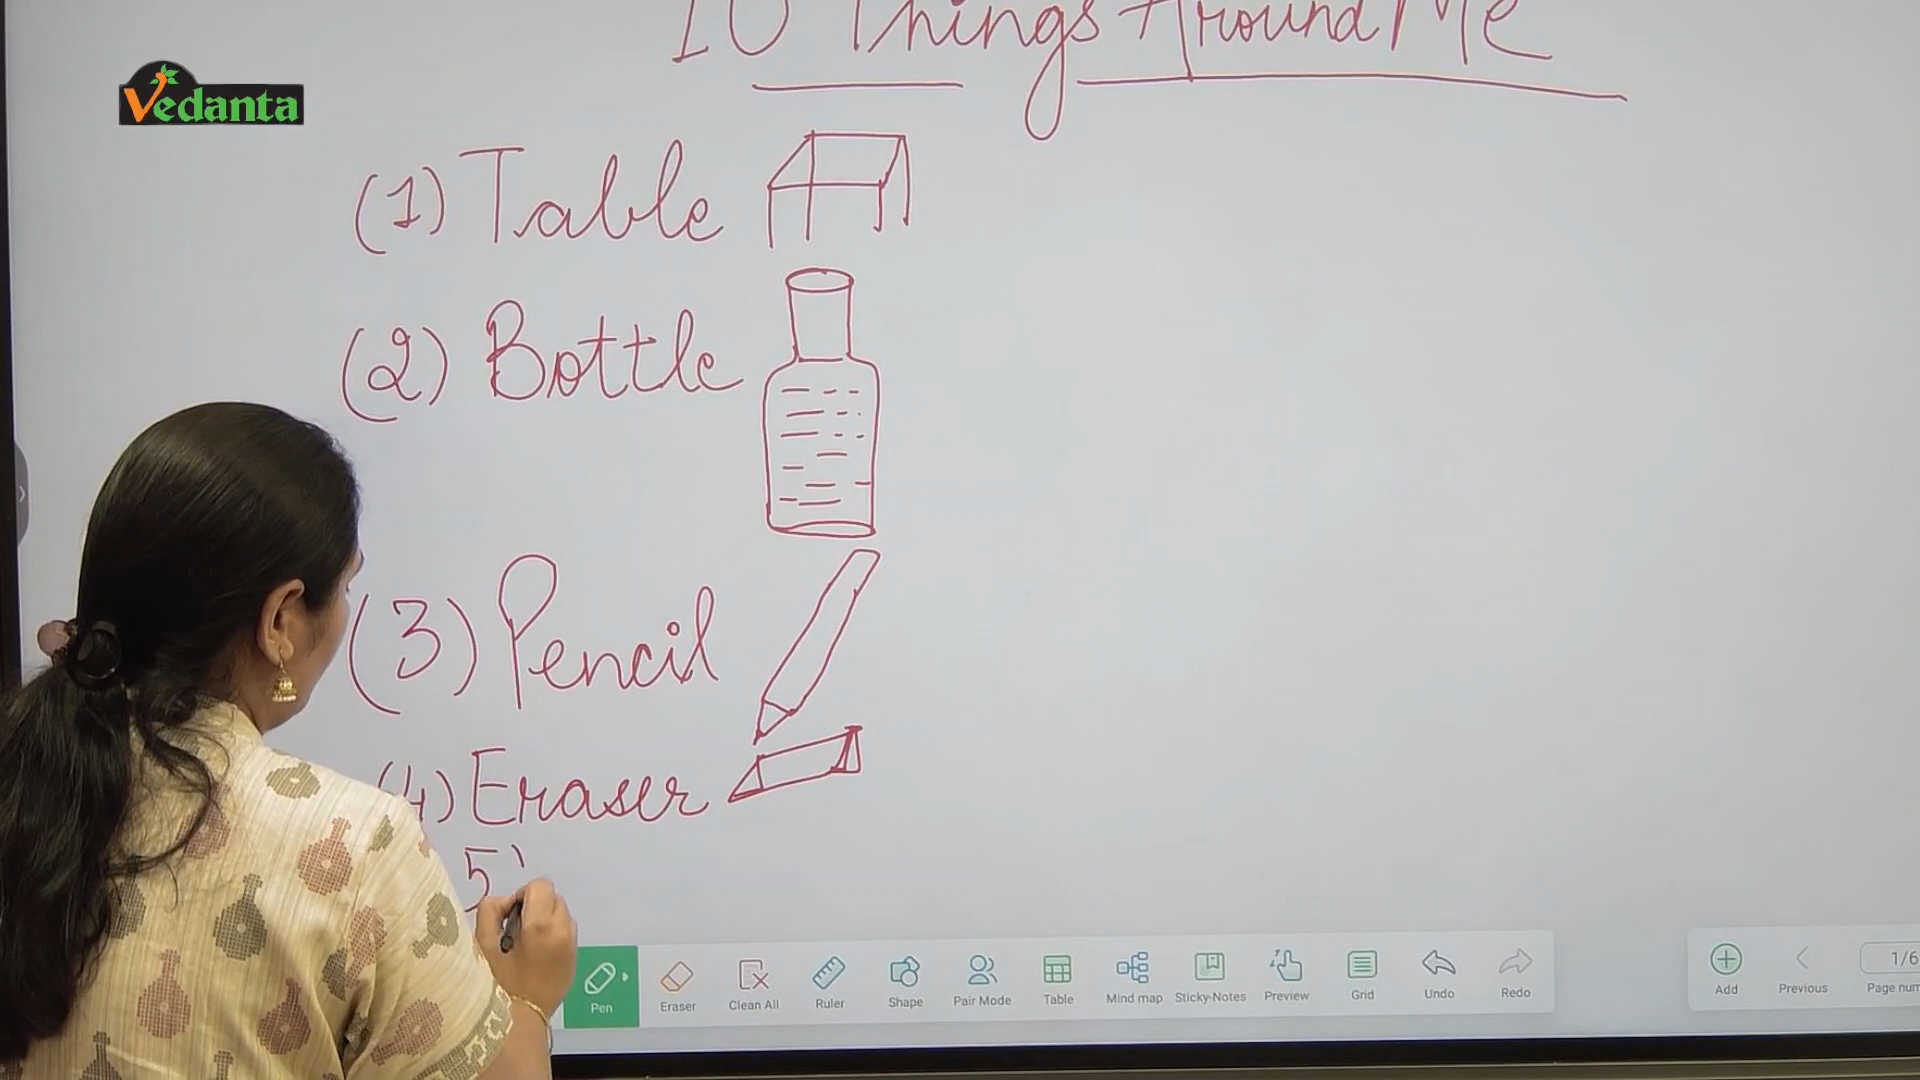 10 Things Around Me
Vedanta
(1) Table
(2) Bottle
(3) Pencil
(4) Eraser
5)
Pen
Eraser
Clean All
Ruler
Shape
Pair Mode
Table
Mind map
Sticky-Notes
Preview
Grid
Undo
Redo
Add
Previous
1/6
Page num